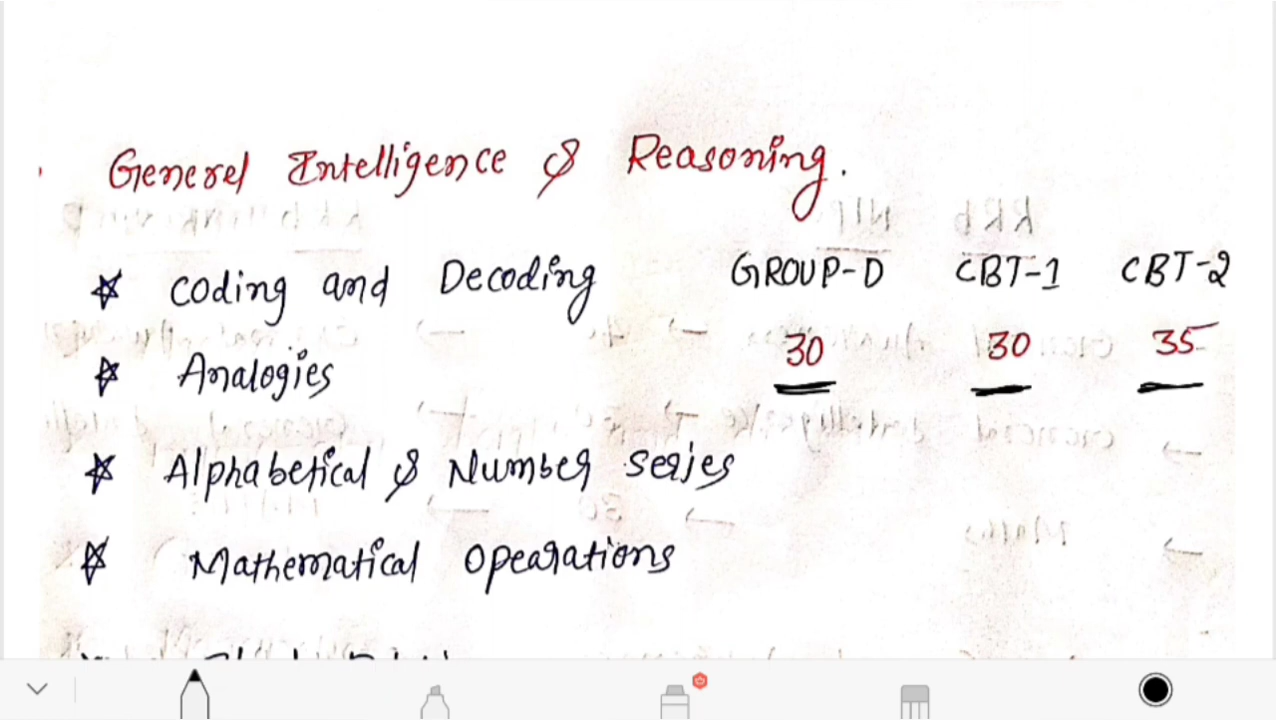 General Intelligence & Reasoning.
Coding and Decoding GROUP-D CBT-1 CBT-2
Analogies 30 30 35
Alphabetical & Number series
Mathematical Opearations